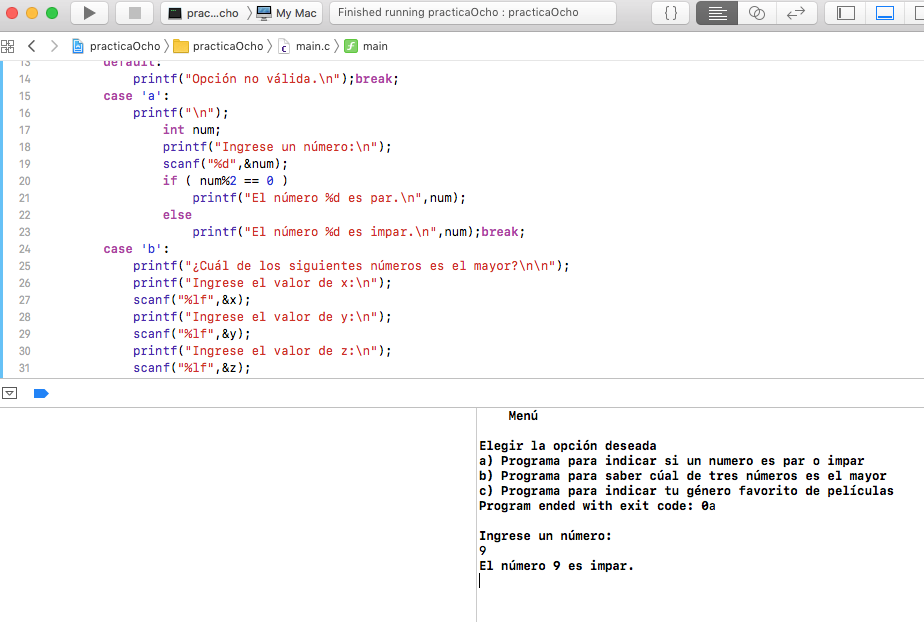 prac...cho
My Mac
Finished running practicaOcho : practicaOcho
{ }
practicaOcho
practicaOcho
main.c
main
13 default:
14 printf("Opción no válida.\n");break;
15 case 'a':
16 printf("\n");
17 int num;
18 printf("Ingrese un número:\n");
19 scanf("%d",&num);
20 if ( num%2 == 0 )
21 printf("El número %d es par.\n",num);
22 else
23 printf("El número %d es impar.\n",num);break;
24 case 'b':
25 printf("¿Cuál de los siguientes números es el mayor?\n\n");
26 printf("Ingrese el valor de x:\n");
27 scanf("%lf",&x);
28 printf("Ingrese el valor de y:\n");
29 scanf("%lf",&y);
30 printf("Ingrese el valor de z:\n");
31 scanf("%lf",&z);
Menú
Elegir la opción deseada
a) Programa para indicar si un numero es par o impar
b) Programa para saber cúal de tres números es el mayor
c) Programa para indicar tu género favorito de películas
Program ended with exit code: 0a
Ingrese un número:
9
El número 9 es impar.